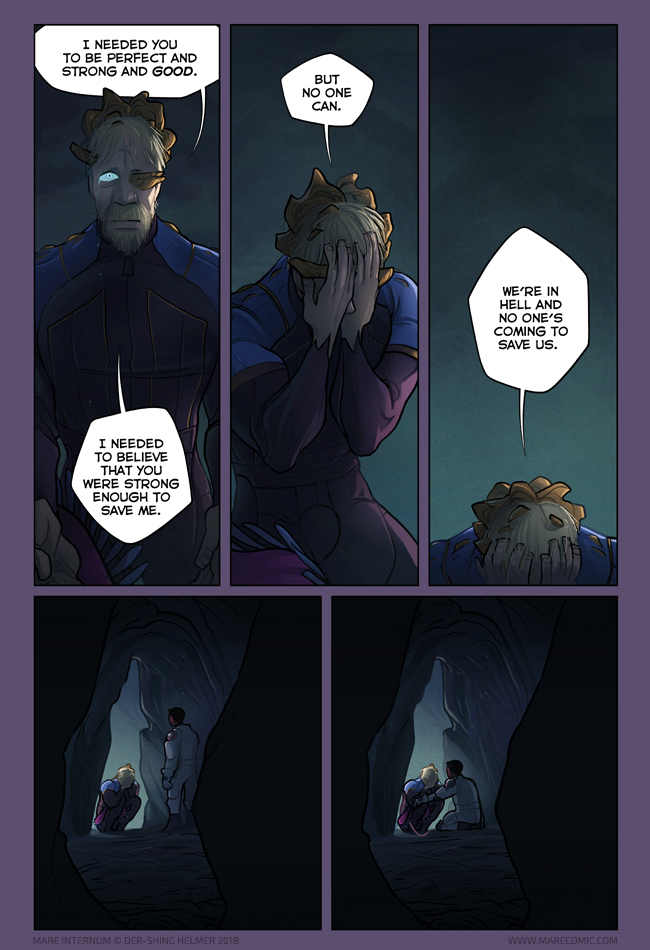 I NEEDED YOU
TO BE PERFECT AND
STRONG AND GOOD.
I NEEDED
TO BELIEVE
THAT YOU
WERE STRONG
ENOUGH TO
SAVE ME.
BUT
NO ONE
CAN.
WE'RE IN
HELL AND
NO ONE'S
COMING TO
SAVE US.
MARE INTERNUM © DER-SHING HELMER 2018
WWW.MARECOMIC.COM